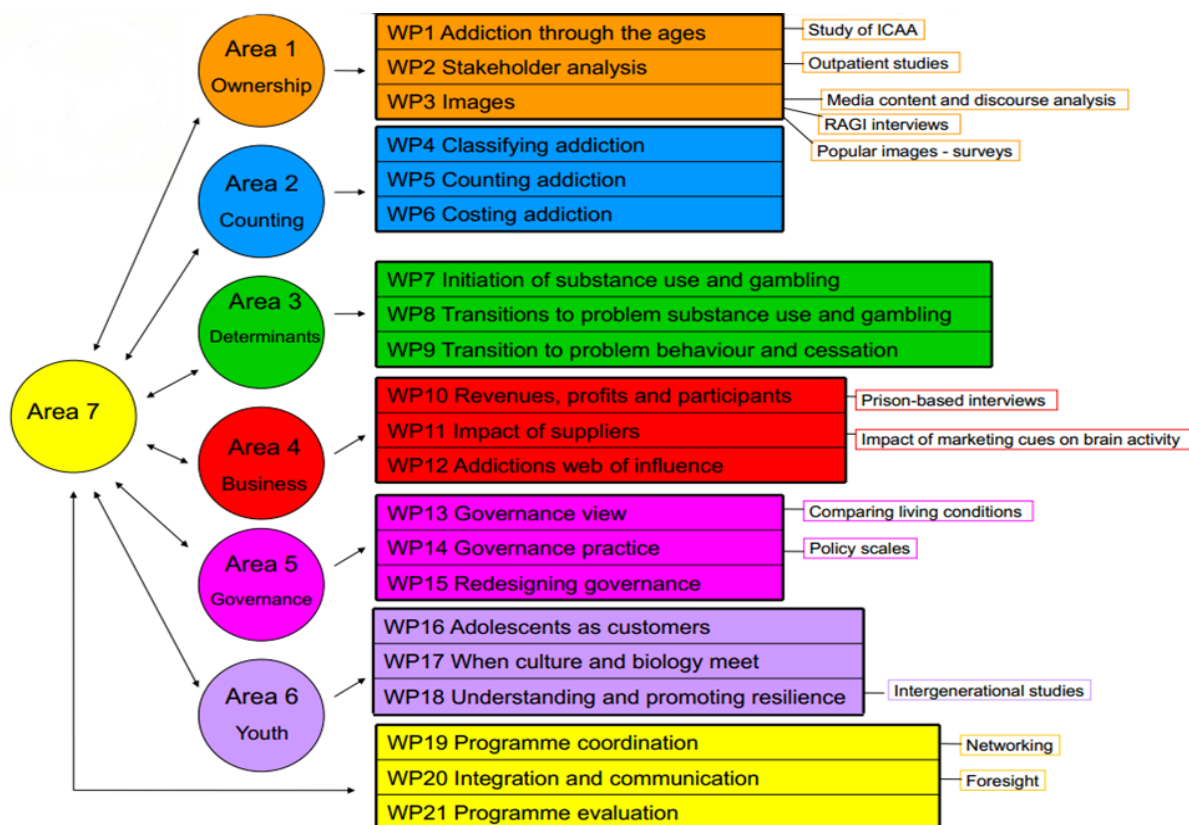 Area 1
Ownership
WP1 Addiction through the ages
WP2 Stakeholder analysis
WP3 Images
Study of ICAA
Outpatient studies
Media content and discourse analysis
RAGI interviews
Popular images - surveys
Area 2
Counting
WP4 Classifying addiction
WP5 Counting addiction
WP6 Costing addiction
Area 3
Determinants
WP7 Initiation of substance use and gambling
WP8 Transitions to problem substance use and gambling
WP9 Transition to problem behaviour and cessation
Area 7
Area 4
Business
WP10 Revenues, profits and participants
WP11 Impact of suppliers
WP12 Addictions web of influence
Prison-based interviews
Impact of marketing cues on brain activity
Area 5
Governance
WP13 Governance view
WP14 Governance practice
WP15 Redesigning governance
Comparing living conditions
Policy scales
Area 6
Youth
WP16 Adolescents as customers
WP17 When culture and biology meet
WP18 Understanding and promoting resilience
Intergenerational studies
WP19 Programme coordination
WP20 Integration and communication
WP21 Programme evaluation
Networking
Foresight